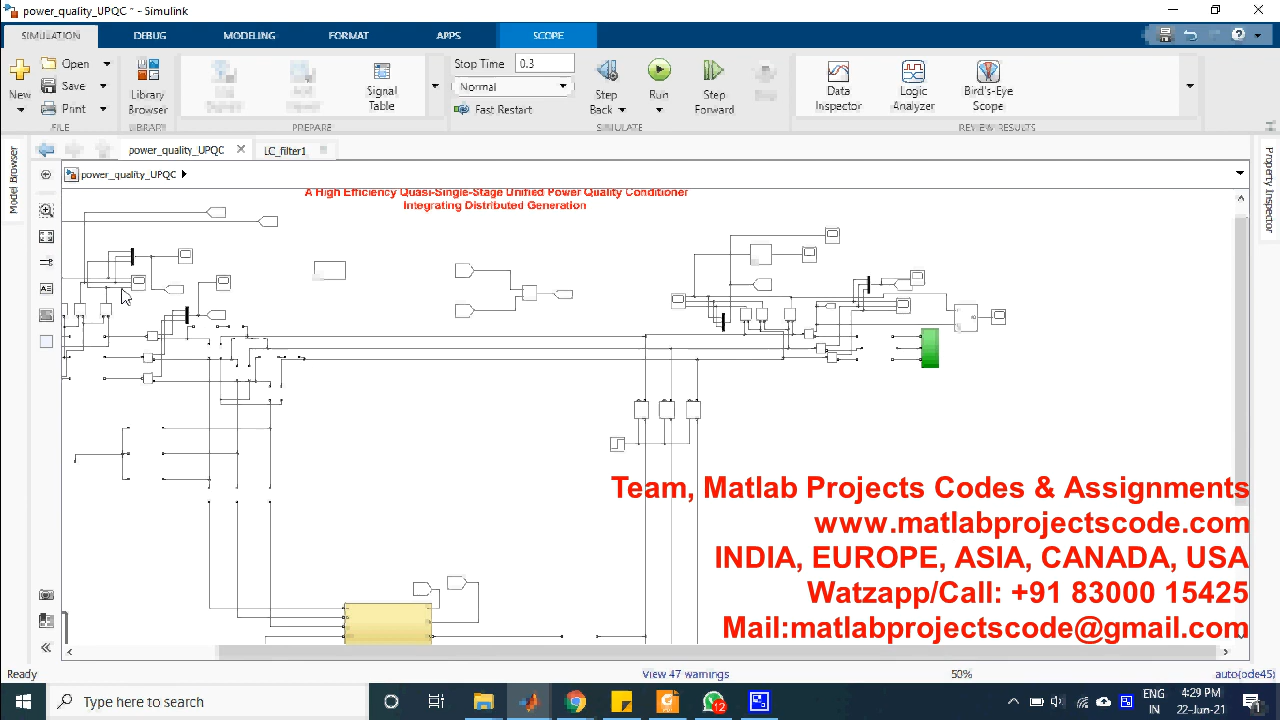 power_quality_UPQC * - Simulink
SIMULATION DEBUG MODELING FORMAT APPS SCOPE
New
Open
Save
Print
FILE
Library Browser
LIBRARY
Signal Table
PREPARE
Stop Time 0.3
Normal
Fast Restart
Step Back
Run
Step Forward
SIMULATE
Data Inspector
Logic Analyzer
Bird's-Eye Scope
REVIEW RESULTS
Model Browser
power_quality_UPQC
LC_filter1
power_quality_UPQC
Property Inspector
A High Efficiency Quasi-Single-Stage Unified Power Quality Conditioner
Integrating Distributed Generation
Team, Matlab Projects Codes & Assignments
www.matlabprojectscode.com
INDIA, EUROPE, ASIA, CANADA, USA
Watzapp/Call: +91 83000 15425
Mail:matlabprojectscode@gmail.com
Ready
View 47 warnings
50%
auto(ode45)
Type here to search
12
ENG
IN
4:29 PM
22-Jun-21
1